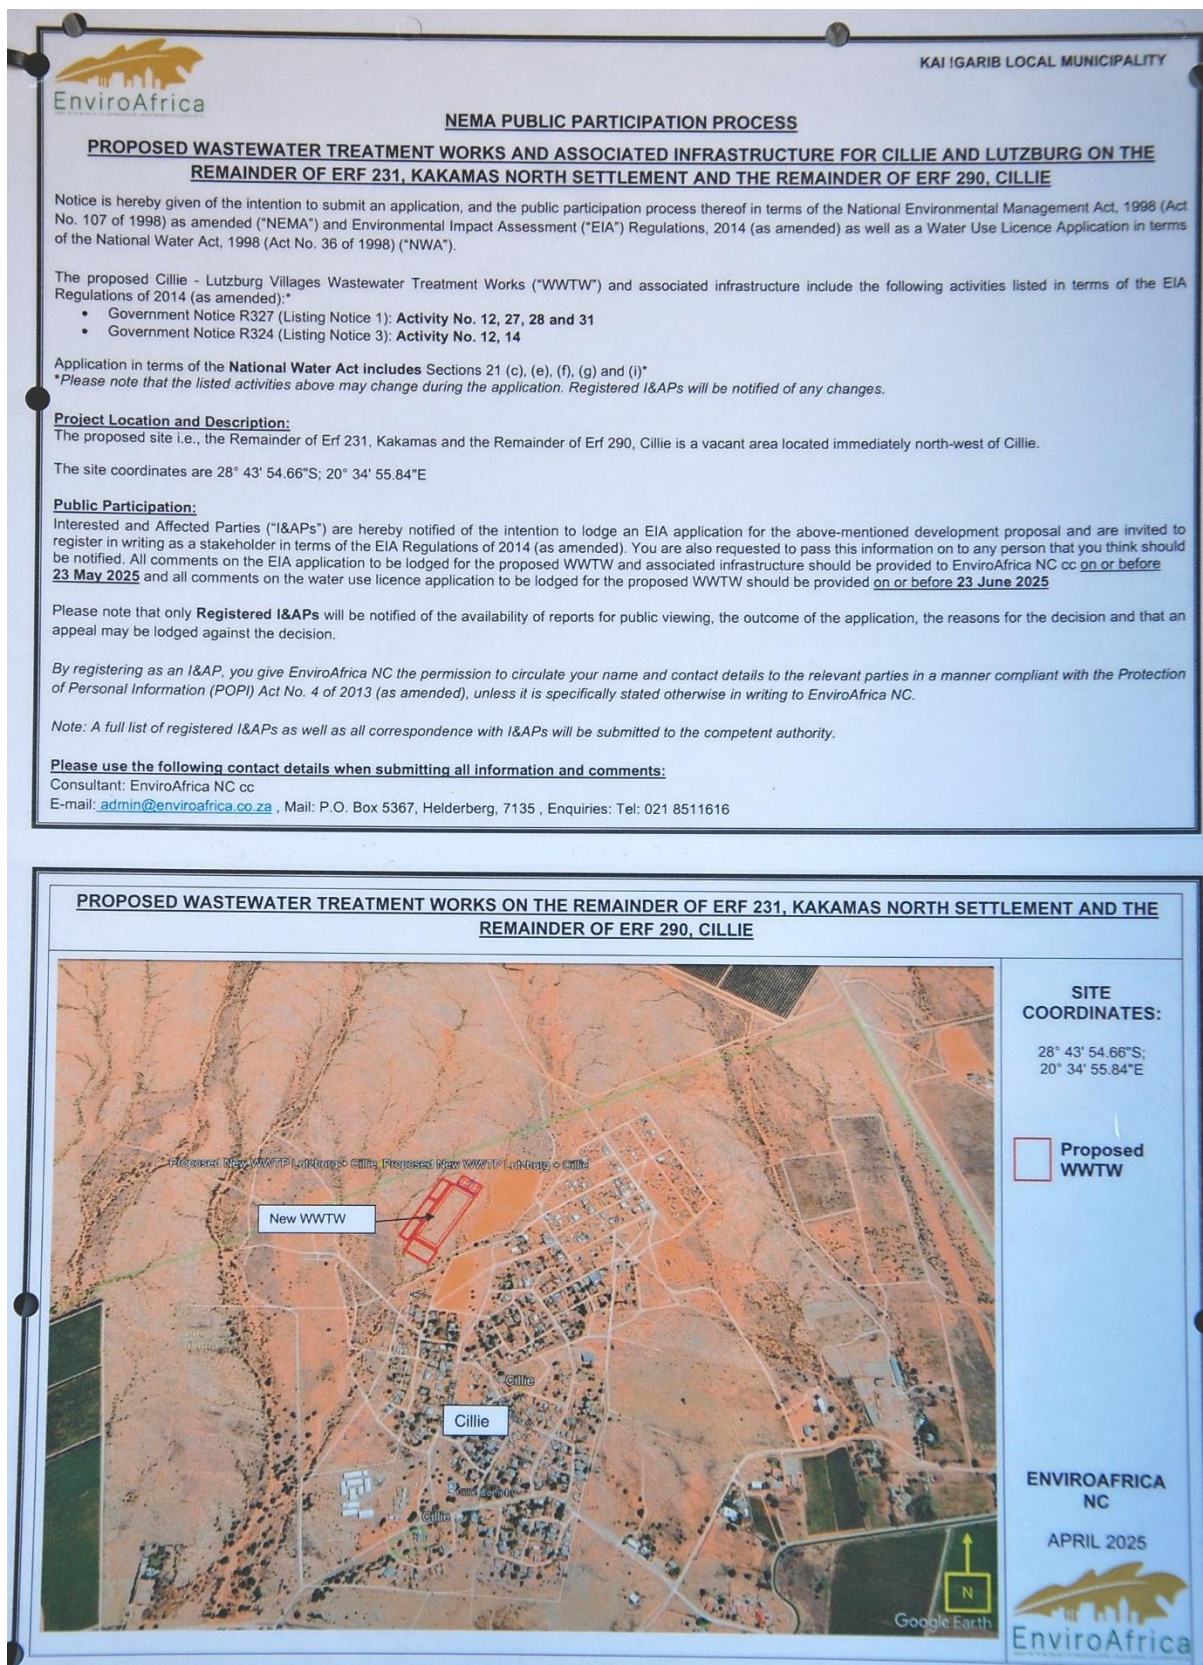 EnviroAfrica
KAI !GARIB LOCAL MUNICIPALITY
NEMA PUBLIC PARTICIPATION PROCESS
PROPOSED WASTEWATER TREATMENT WORKS AND ASSOCIATED INFRASTRUCTURE FOR CILLIE AND LUTZBURG ON THE
REMAINDER OF ERF 231, KAKAMAS NORTH SETTLEMENT AND THE REMAINDER OF ERF 290, CILLIE
Notice is hereby given of the intention to submit an application, and the public participation process thereof in terms of the National Environmental Management Act, 1998 (Act
No. 107 of 1998) as amended ("NEMA") and Environmental Impact Assessment ("EIA") Regulations, 2014 (as amended) as well as a Water Use Licence Application in terms
of the National Water Act, 1998 (Act No. 36 of 1998) ("NWA").
The proposed Cillie - Lutzburg Villages Wastewater Treatment Works ("WWTW") and associated infrastructure include the following activities listed in terms of the EIA
Regulations of 2014 (as amended):*
• Government Notice R327 (Listing Notice 1): Activity No. 12, 27, 28 and 31
• Government Notice R324 (Listing Notice 3): Activity No. 12, 14
Application in terms of the National Water Act includes Sections 21 (c), (e), (f), (g) and (i)*
*Please note that the listed activities above may change during the application. Registered I&APs will be notified of any changes.
Project Location and Description:
The proposed site i.e., the Remainder of Erf 231, Kakamas and the Remainder of Erf 290, Cillie is a vacant area located immediately north-west of Cillie.
The site coordinates are 28° 43' 54.66"S; 20° 34' 55.84"E
Public Participation:
Interested and Affected Parties ("I&APs") are hereby notified of the intention to lodge an EIA application for the above-mentioned development proposal and are invited to
register in writing as a stakeholder in terms of the EIA Regulations of 2014 (as amended). You are also requested to pass this information on to any person that you think should
be notified. All comments on the EIA application to be lodged for the proposed WWTW and associated infrastructure should be provided to EnviroAfrica NC cc on or before
23 May 2025 and all comments on the water use licence application to be lodged for the proposed WWTW should be provided on or before 23 June 2025
Please note that only Registered I&APs will be notified of the availability of reports for public viewing, the outcome of the application, the reasons for the decision and that an
appeal may be lodged against the decision.
By registering as an I&AP, you give EnviroAfrica NC the permission to circulate your name and contact details to the relevant parties in a manner compliant with the Protection
of Personal Information (POPI) Act No. 4 of 2013 (as amended), unless it is specifically stated otherwise in writing to EnviroAfrica NC.
Note: A full list of registered I&APs as well as all correspondence with I&APs will be submitted to the competent authority.
Please use the following contact details when submitting all information and comments:
Consultant: EnviroAfrica NC cc
E-mail: admin@enviroafrica.co.za , Mail: P.O. Box 5367, Helderberg, 7135 , Enquiries: Tel: 021 8511616
PROPOSED WASTEWATER TREATMENT WORKS ON THE REMAINDER OF ERF 231, KAKAMAS NORTH SETTLEMENT AND THE
REMAINDER OF ERF 290, CILLIE
SITE
COORDINATES:
28° 43' 54.66"S;
20° 34' 55.84"E
Proposed
WWTW
Proposed New WWTP Lutzburg + Cillie Proposed New WWTP Lutzburg + Cillie
New WWTW
Cillie
Cillie
Cillie
N
Google Earth
ENVIROAFRICA
NC
APRIL 2025
EnviroAfrica